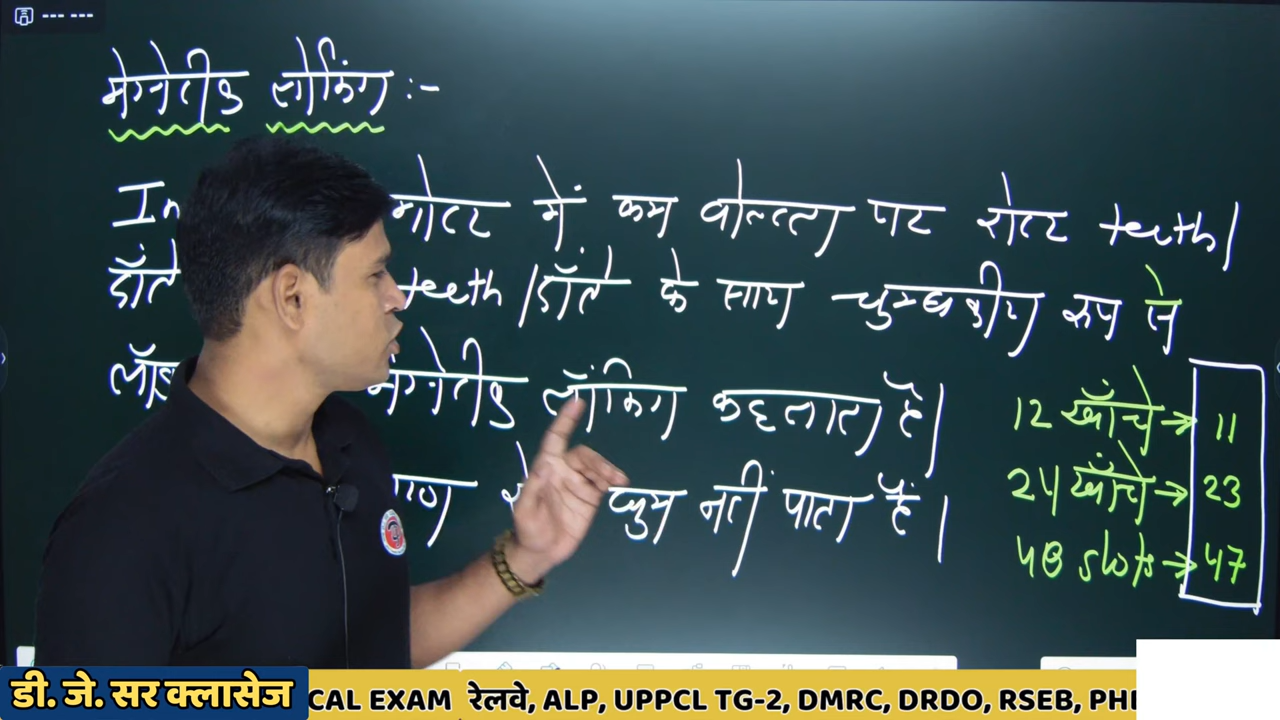 मेग्नेटीक लोकिंग :-
In मोटर में कम वोल्टता पर रोटर teeth/
दाँते teeth/दाँते के साथ चुम्बकीय रूप से
मेग्नेटीक लॉकिंग कहलाता है।
घुम नहीं पाता हैं।
12 खाँचे → 11
24 खाँचे → 23
48 slots → 47
डी. जे. सर क्लासेज
CAL EXAM रेलवे, ALP, UPPCL TG-2, DMRC, DRDO, RSEB, PHE